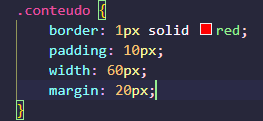 .conteudo {
border: 1px solid red;
padding: 10px;
width: 60px;
margin: 20px;
}